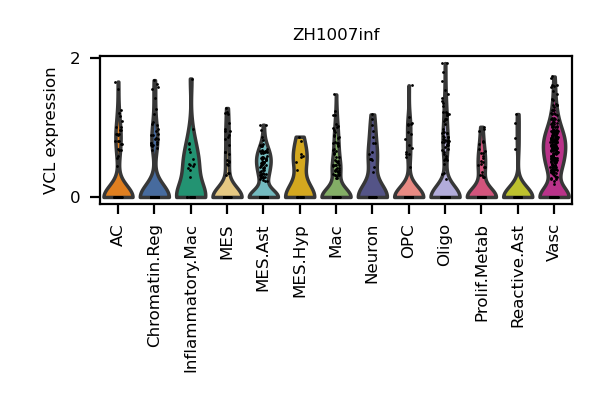 ZH1007inf
VCL expression
2
0
AC
Chromatin.Reg
Inflammatory.Mac
MES
MES.Ast
MES.Hyp
Mac
Neuron
OPC
Oligo
Prolif.Metab
Reactive.Ast
Vasc